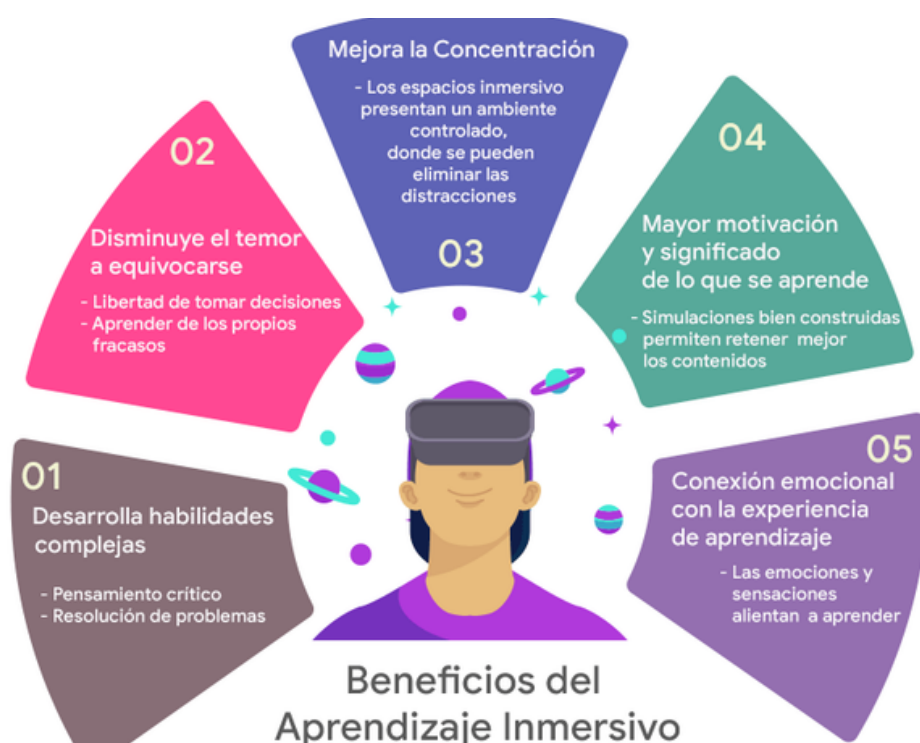 01
Desarrolla habilidades
complejas
- Pensamiento crítico
- Resolución de problemas
02
Disminuye el temor
a equivocarse
- Libertad de tomar decisiones
- Aprender de los propios
fracasos
Mejora la Concentración
- Los espacios inmersivo
presentan un ambiente
controlado,
donde se pueden
eliminar las
distracciones
03
04
Mayor motivación
y significado
de lo que se aprende
- Simulaciones bien construidas
permiten retener mejor
los contenidos
05
Conexión emocional
con la experiencia
de aprendizaje
- Las emociones y
sensaciones
alientan a aprender
Beneficios del
Aprendizaje Inmersivo